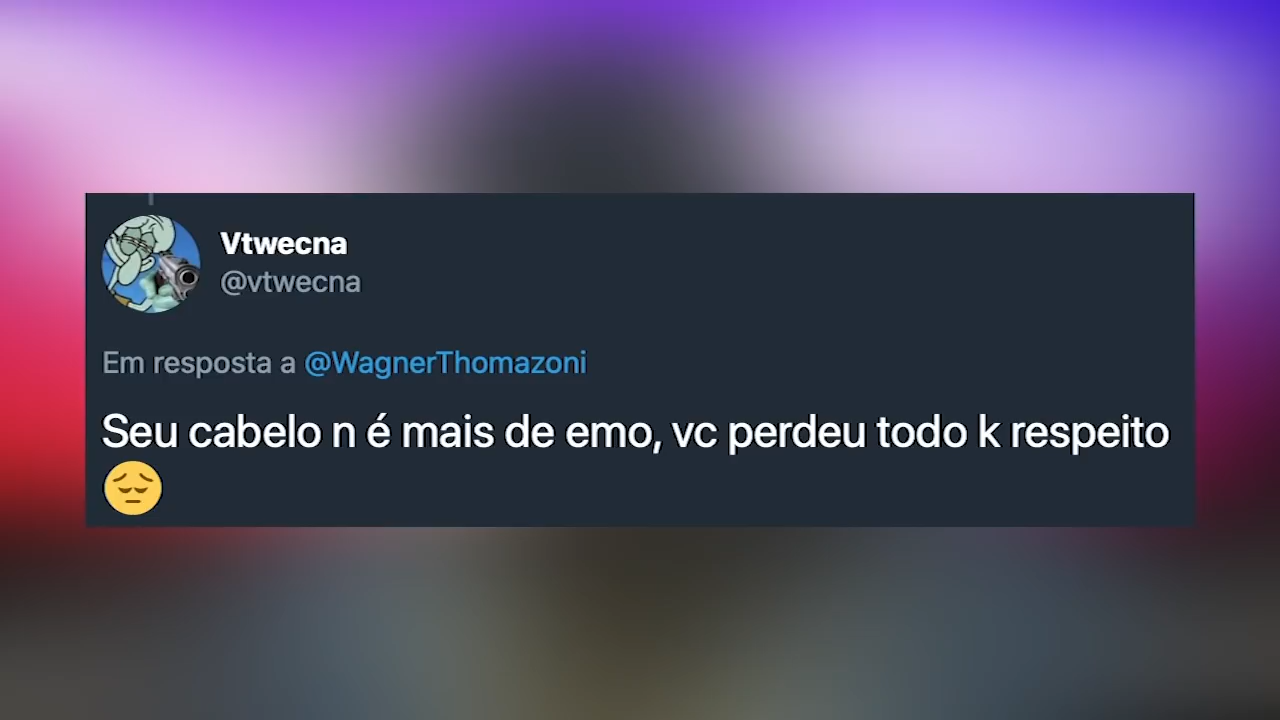 Vtwecna
@vtwecna
Em resposta a @WagnerThomazoni
Seu cabelo n é mais de emo, vc perdeu todo k respeito
😔